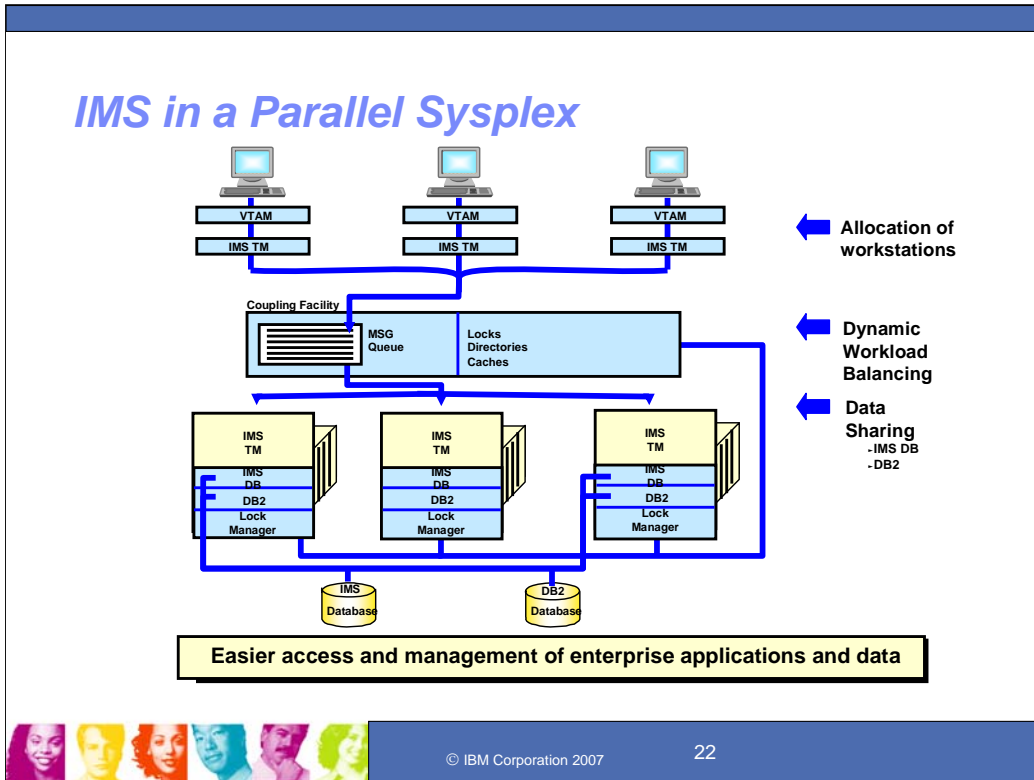 IMS in a Parallel Sysplex
VTAM
VTAM
VTAM
IMS TM
IMS TM
IMS TM
Allocation of
workstations
Coupling Facility
MSG
Queue
Locks
Directories
Caches
Dynamic
Workload
Balancing
Data
Sharing
-IMS DB
-DB2
IMS
TM
IMS
DB
DB2
Lock
Manager
IMS
TM
IMS
DB
DB2
Lock
Manager
IMS
TM
IMS
DB
DB2
Lock
Manager
IMS
Database
DB2
Database
Easier access and management of enterprise applications and data
© IBM Corporation 2007
22